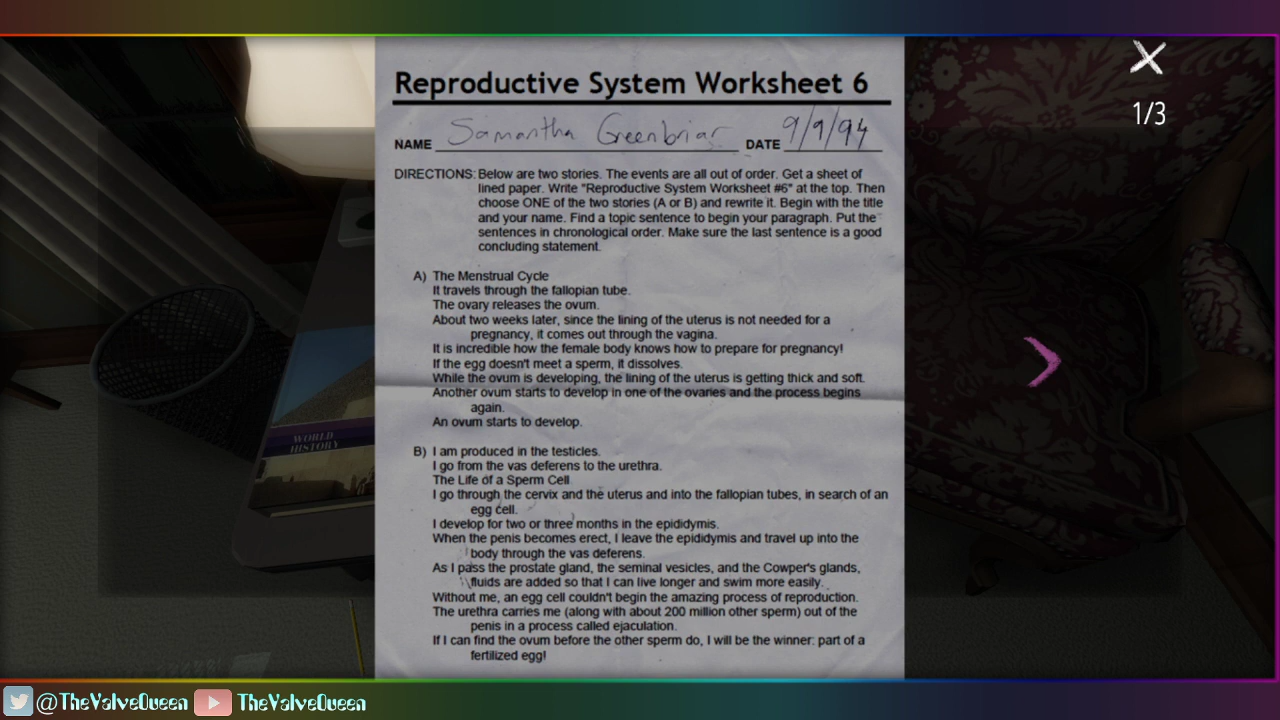 1/3
Reproductive System Worksheet 6
NAME Samantha Greenbriar DATE 9/9/94
DIRECTIONS: Below are two stories. The events are all out of order. Get a sheet of
lined paper. Write "Reproductive System Worksheet #6" at the top. Then
choose ONE of the two stories (A or B) and rewrite it. Begin with the title
and your name. Find a topic sentence to begin your paragraph. Put the
sentences in chronological order. Make sure the last sentence is a good
concluding statement.
A) The Menstrual Cycle
It travels through the fallopian tube.
The ovary releases the ovum.
About two weeks later, since the lining of the uterus is not needed for a
pregnancy, it comes out through the vagina.
It is incredible how the female body knows how to prepare for pregnancy!
If the egg doesn't meet a sperm, it dissolves.
While the ovum is developing, the lining of the uterus is getting thick and soft.
Another ovum starts to develop in one of the ovaries and the process begins
again.
An ovum starts to develop.
B) I am produced in the testicles.
I go from the vas deferens to the urethra.
The Life of a Sperm Cell
I go through the cervix and the uterus and into the fallopian tubes, in search of an
egg cell.
I develop for two or three months in the epididymis.
When the penis becomes erect, I leave the epididymis and travel up into the
body through the vas deferens.
As I pass the prostate gland, the seminal vesicles, and the Cowper's glands,
fluids are added so that I can live longer and swim more easily.
Without me, an egg cell couldn't begin the amazing process of reproduction.
The urethra carries me (along with about 200 million other sperm) out of the
penis in a process called ejaculation.
If I can find the ovum before the other sperm do, I will be the winner: part of a
fertilized egg!
WORLD
HISTORY
@TheValveQueen TheValveQueen